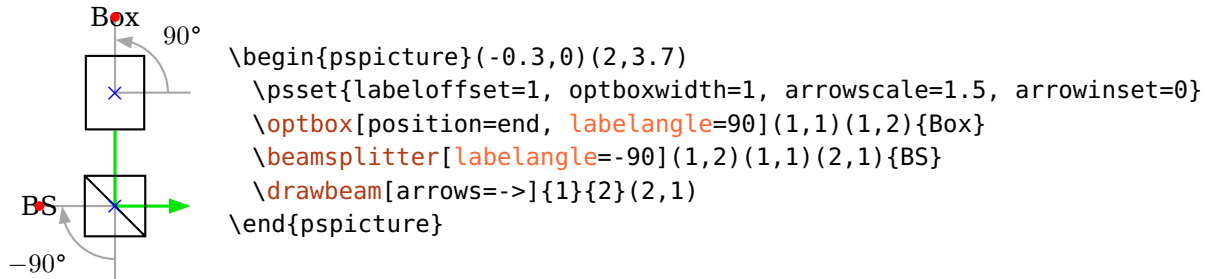 Box
90°
BS
−90°
\begin{pspicture}(-0.3,0)(2,3.7)
  \psset{labeloffset=1, optboxwidth=1, arrowscale=1.5, arrowinset=0}
  \optbox[position=end, labelangle=90](1,1)(1,2){Box}
  \beamsplitter[labelangle=-90](1,2)(1,1)(2,1){BS}
  \drawbeam[arrows=->]{1}{2}(2,1)
\end{pspicture}